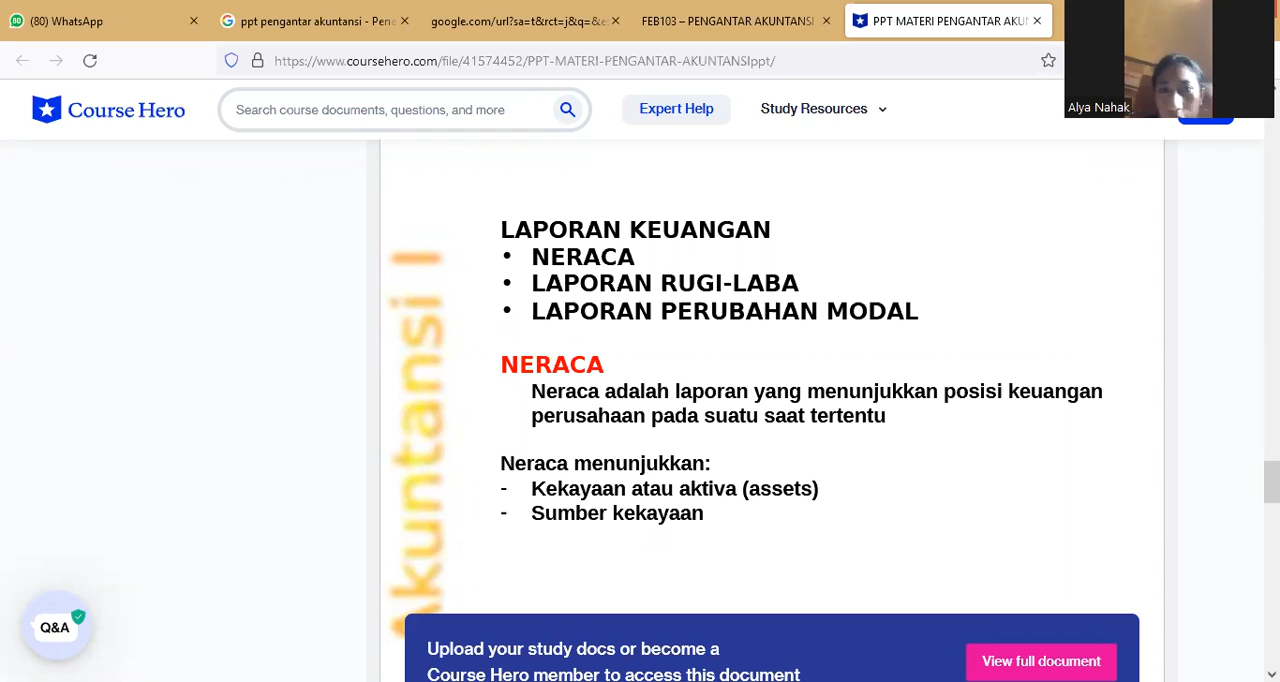 (80) WhatsApp
ppt pengantar akuntansi - Pene
google.com/url?sa=t&rct=j&q=&e
FEB103 – PENGANTAR AKUNTANSI
PPT MATERI PENGANTAR AKUN
https://www.coursehero.com/file/41574452/PPT-MATERI-PENGANTAR-AKUNTANSIppt/
Alya Nahak
Course Hero
Search course documents, questions, and more
Expert Help
Study Resources
Akuntansi I
LAPORAN KEUANGAN
• NERACA
• LAPORAN RUGI-LABA
• LAPORAN PERUBAHAN MODAL
NERACA
Neraca adalah laporan yang menunjukkan posisi keuangan
perusahaan pada suatu saat tertentu
Neraca menunjukkan:
- Kekayaan atau aktiva (assets)
- Sumber kekayaan
Q&A
Upload your study docs or become a
Course Hero member to access this document
View full document